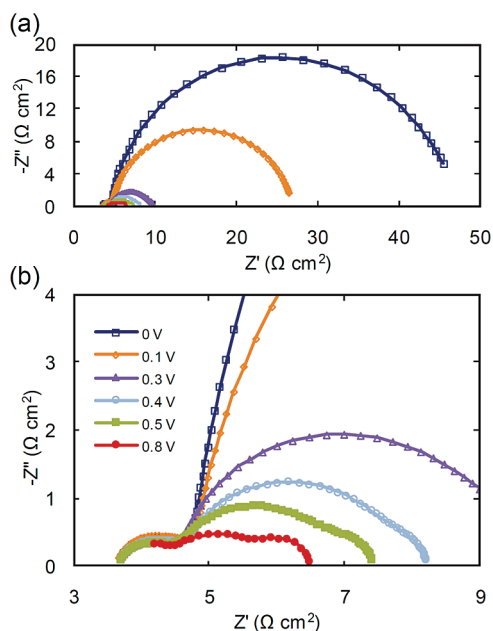 (a)
20
16
12
8
4
0
-Z" (Ω cm²)
0 10 20 30 40 50
Z' (Ω cm²)
(b)
4
3
2
1
0
-Z" (Ω cm²)
0 V
0.1 V
0.3 V
0.4 V
0.5 V
0.8 V
3 5 7 9
Z' (Ω cm²)